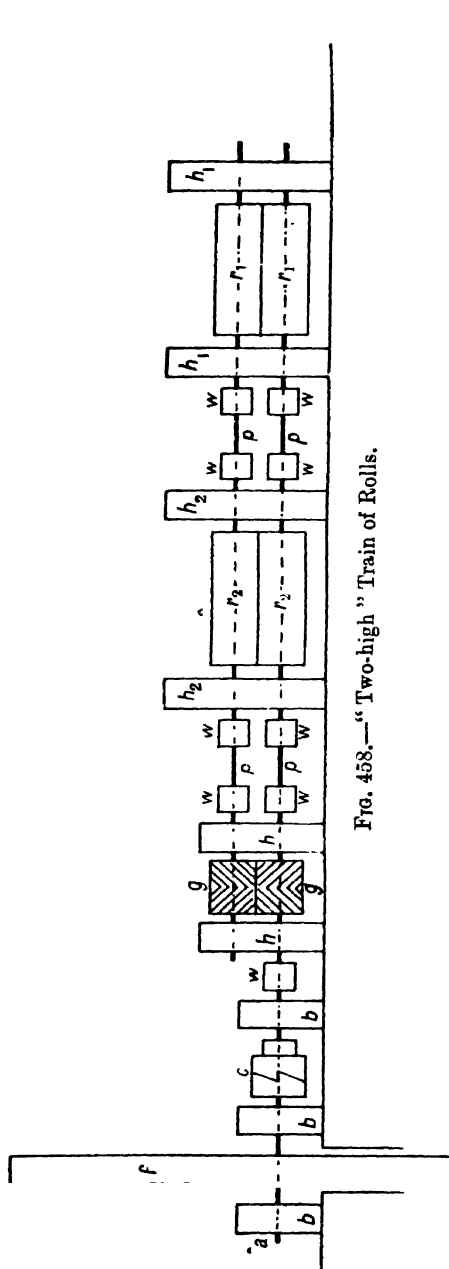 f
g h₂ h₂ h₁ h₁
w w w w
c w p r₂ p r₁
a h h
p r₂ p r₁
b b b g w w w w
FIG. 458.—“Two-high” Train of Rolls.